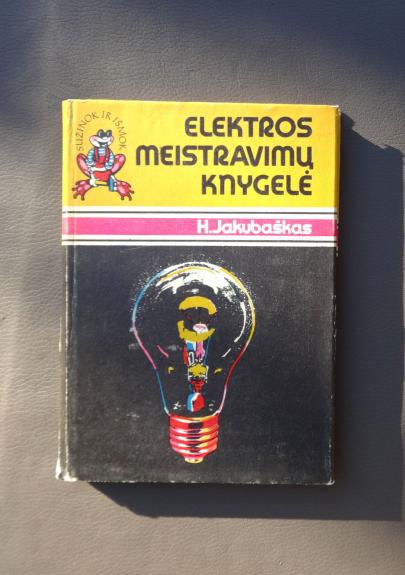 SUŽINOK IR IŠMOK
ELEKTROS
MEISTRAVIMŲ
KNYGELĖ
H.Jakubaškas